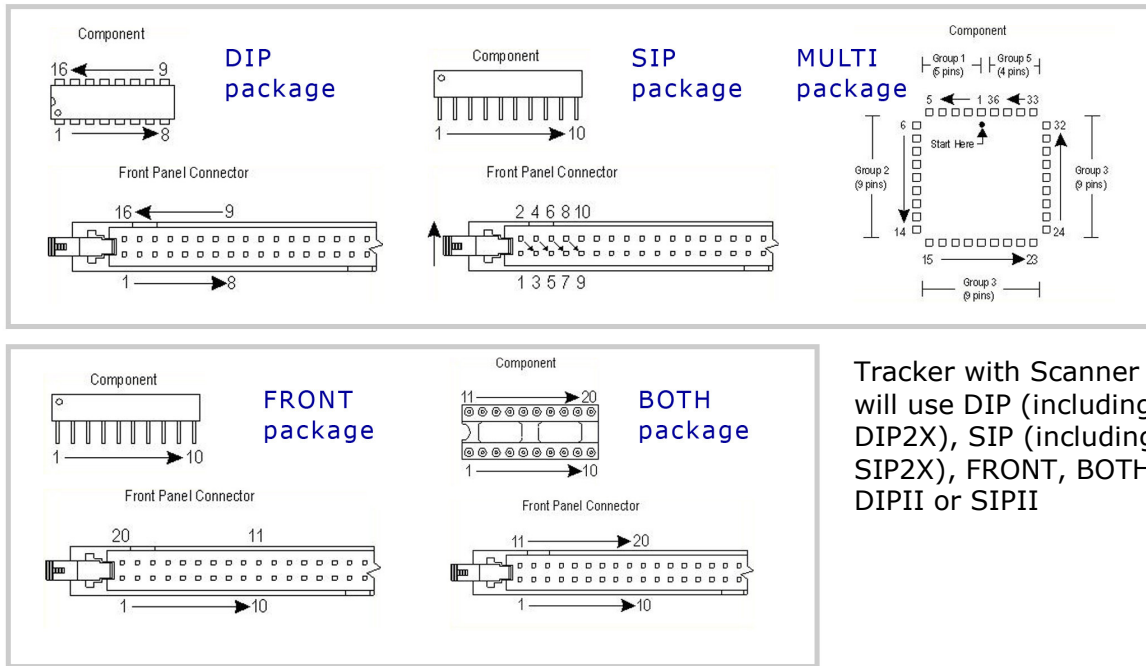 Component
16 9
DIP
package
1 8
Front Panel Connector
16 9
1 8
Component
SIP
package
1 10
Front Panel Connector
2 4 6 8 10
1 3 5 7 9
MULTI
package
Component
Group 1 Group 5
(5 pins) (4 pins)
5 1 36 33
6 32
Start Here
Group 2 Group 3
(9 pins) (9 pins)
14 24
15 23
Group 3
(9 pins)
Component
FRONT
package
1 10
Front Panel Connector
20 11
1 10
Component
11 20
BOTH
package
1 10
Front Panel Connector
11 20
1 10
Tracker with Scanner
will use DIP (including
DIP2X), SIP (including
SIP2X), FRONT, BOTH
DIPII or SIPII